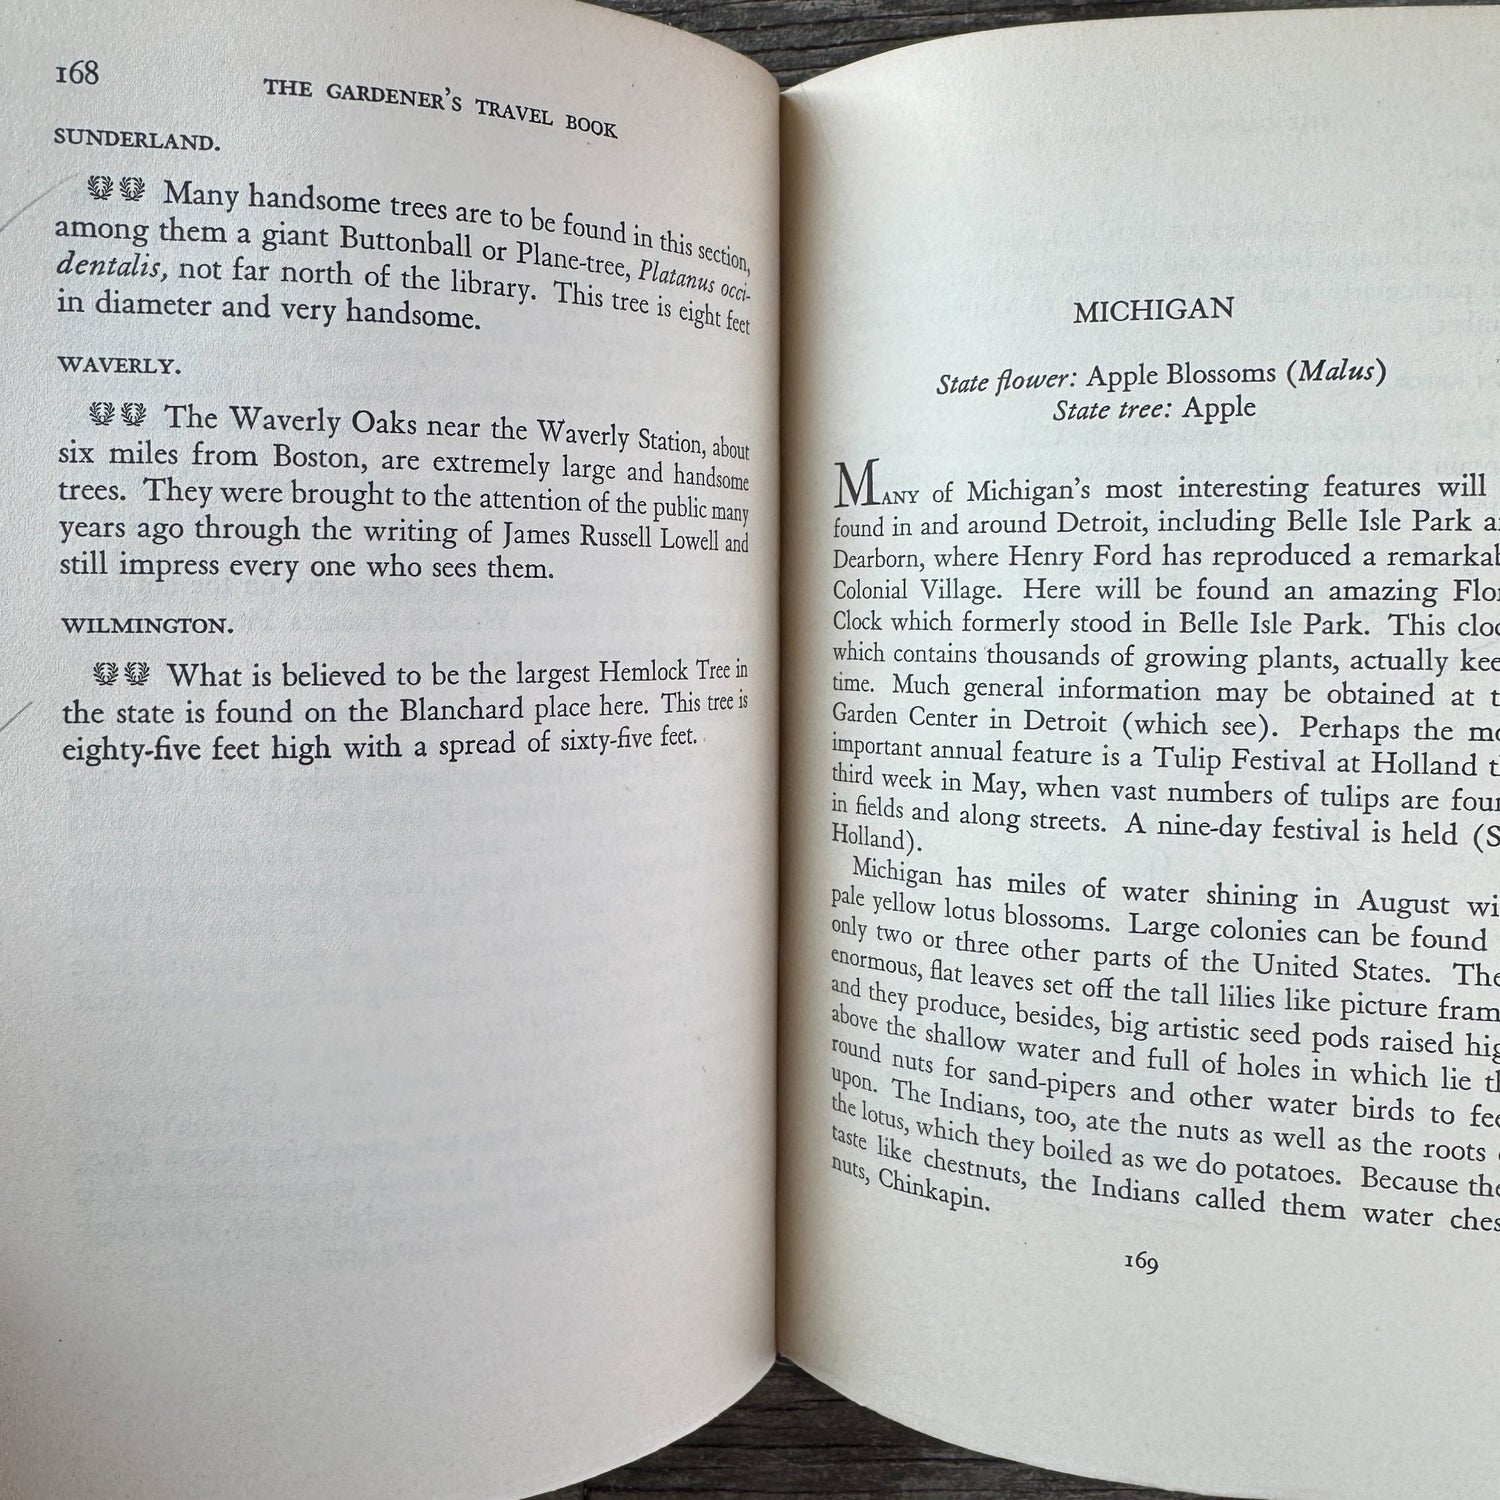 168
THE GARDENER'S TRAVEL BOOK
SUNDERLAND.
Many handsome trees are to be found in this section,
among them a giant Buttonball or Plane-tree, Platanus occi-
dentalis, not far north of the library. This tree is eight feet
in diameter and very handsome.
WAVERLY.
The Waverly Oaks near the Waverly Station, about
six miles from Boston, are extremely large and handsome
trees. They were brought to the attention of the public many
years ago through the writing of James Russell Lowell and
still impress every one who sees them.
WILMINGTON.
What is believed to be the largest Hemlock Tree in
the state is found on the Blanchard place here. This tree is
eighty-five feet high with a spread of sixty-five feet.
MICHIGAN
State flower: Apple Blossoms (Malus)
State tree: Apple
MANY of Michigan's most interesting features will
found in and around Detroit, including Belle Isle Park
Dearborn, where Henry Ford has reproduced a
Colonial Village. Here will be found an amazing
Clock which formerly stood in Belle Isle Park. This
which contains thousands of growing plants, actually
time. Much general information may be obtained at
Garden Center in Detroit (which see). Perhaps the
important annual feature is a Tulip Festival at Holland
third week in May, when vast numbers of tulips are
in fields and along streets. A nine-day festival is held
Holland).
Michigan has miles of water shining in August
pale yellow lotus blossoms. Large colonies can be found
only two or three other parts of the United States.
enormous, flat leaves set off the tall lilies like picture
and they produce, besides, big artistic seed pods raised
above the shallow water and full of holes in which lie
round nuts for sand-pipers and other water birds to
upon. The Indians, too, ate the nuts as well as the roots
the lotus, which they boiled as we do potatoes. Because
taste like chestnuts, the Indians called them water
nuts, Chinkapin.
169